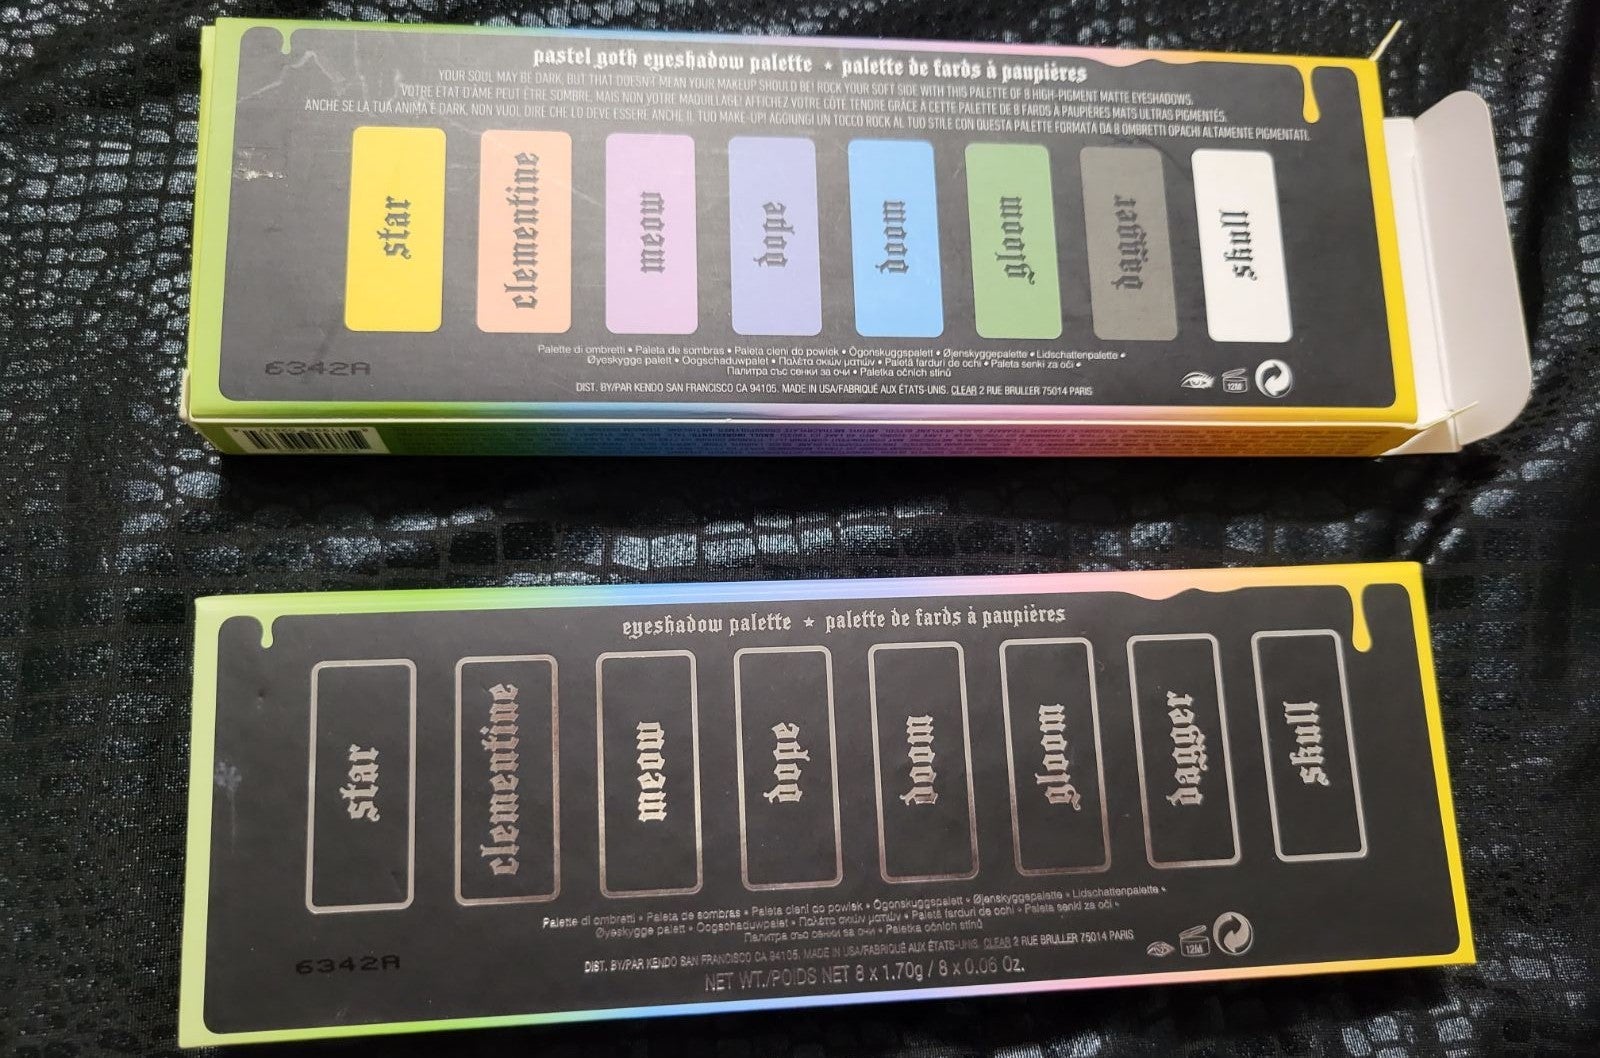 pastel goth eyeshadow palette ★ palette de fards à paupières
YOUR SOUL MAY BE DARK, BUT THAT DOESN'T MEAN YOUR MAKEUP SHOULD BE! ROCK YOUR SOFT SIDE WITH THIS PALETTE OF 8 HIGH-PIGMENT MATTE EYESHADOWS.
VOTRE ÉTAT D'ÂME PEUT ÊTRE SOMBRE, MAIS NON VOTRE MAQUILLAGE! AFFICHEZ VOTRE CÔTÉ TENDRE GRÂCE À CETTE PALETTE DE 8 FARDS À PAUPIÈRES MATS ULTRAS PIGMENTÉS.
ANCHE SE LA TUA ANIMA È DARK, NON VUOL DIRE CHE LO DEVE ESSERE ANCHE IL TUO MAKE-UP! AGGIUNGI UN TOCCO ROCK AL TUO STILE CON QUESTA PALETTE FORMATA DA 8 OMBRETTI OPACHI ALTAMENTE PIGMENTATI.
star
clementine
meow
dope
doom
gloom
dagger
skull
Palette di ombretti • Paleta de sombras • Paleta cieni do powiek • Ögonskuggspalett • Øjenskyggepalette • Lidschattenpalette •
Øyeskygge palett • Oogschaduwpalet • Παλέτα σκιών ματιών • Paletă farduri de ochi • Paleta senki za oči •
Палитра със сенки за очи • Paletka očních stínů
6342A
DIST. BY/PAR KENDO SAN FRANCISCO CA 94105. MADE IN USA/FABRIQUÉ AUX ÉTATS-UNIS. CLEAR 2 RUE BRULLER 75014 PARIS
12M
eyeshadow palette ★ palette de fards à paupières
star
clementine
meow
dope
doom
gloom
dagger
skull
Palette di ombretti • Paleta de sombras • Paleta cieni do powiek • Ögonskuggspalett • Øjenskyggepalette • Lidschattenpalette •
Øyeskygge palett • Oogschaduwpalet • Παλέτα σκιών ματιών • Paletă farduri de ochi • Paleta senki za oči •
Палитра със сенки за очи • Paletka očních stínů
6342A
DIST. BY/PAR KENDO SAN FRANCISCO CA 94105. MADE IN USA/FABRIQUÉ AUX ÉTATS-UNIS. CLEAR 2 RUE BRULLER 75014 PARIS
12M
NET WT./POIDS NET 8 x 1.70g / 8 x 0.06 Oz.